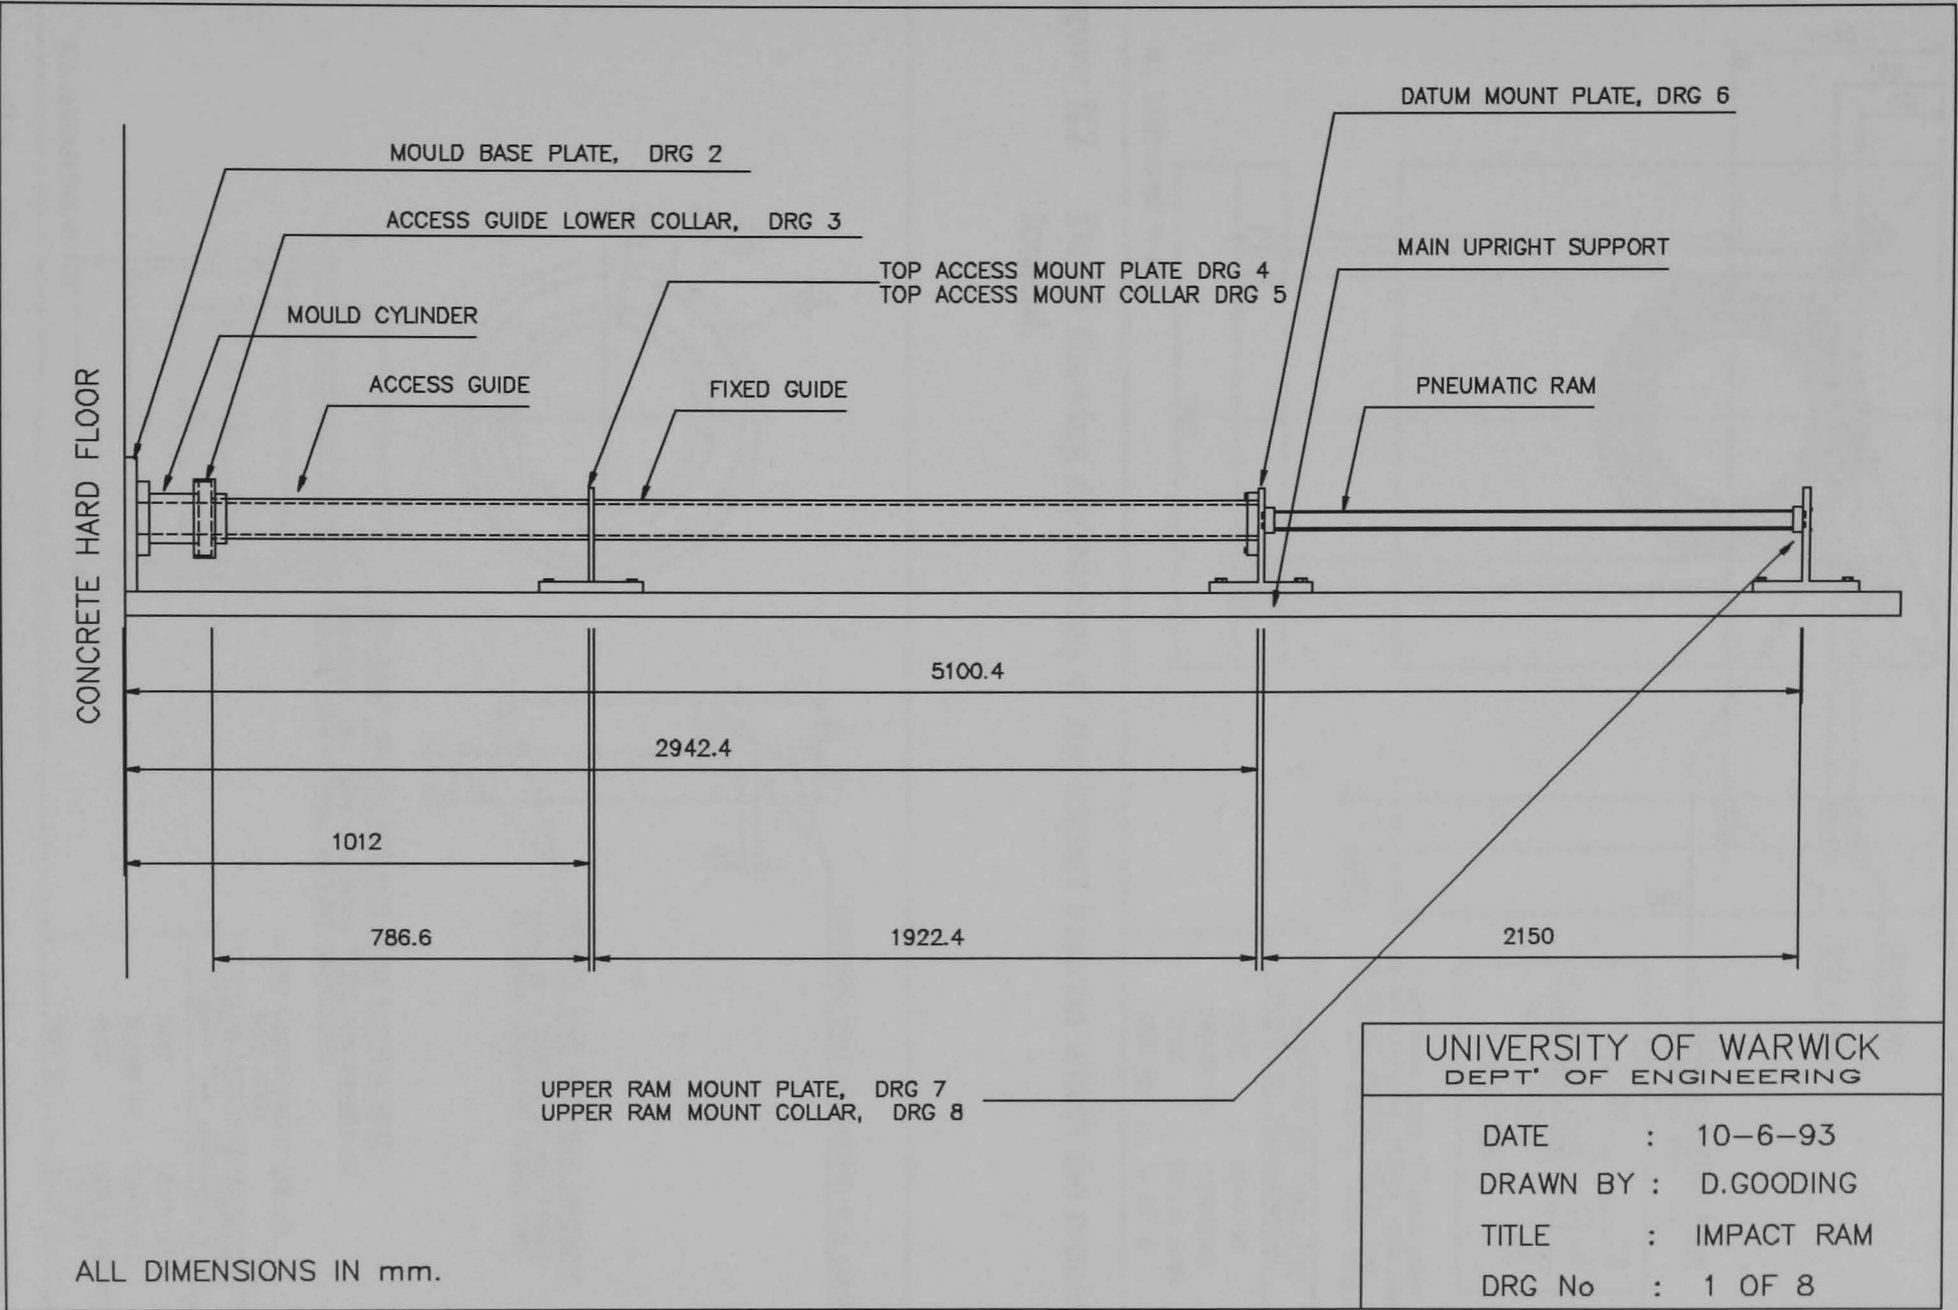 DATUM MOUNT PLATE, DRG 6
MOULD BASE PLATE, DRG 2
ACCESS GUIDE LOWER COLLAR, DRG 3
MAIN UPRIGHT SUPPORT
TOP ACCESS MOUNT PLATE DRG 4
TOP ACCESS MOUNT COLLAR DRG 5
MOULD CYLINDER
ACCESS GUIDE
FIXED GUIDE
PNEUMATIC RAM
CONCRETE HARD FLOOR
5100.4
2942.4
1012
786.6
1922.4
2150
UPPER RAM MOUNT PLATE, DRG 7
UPPER RAM MOUNT COLLAR, DRG 8
UNIVERSITY OF WARWICK
DEPT' OF ENGINEERING
DATE : 10-6-93
DRAWN BY : D.GOODING
TITLE : IMPACT RAM
DRG No : 1 OF 8
ALL DIMENSIONS IN mm.